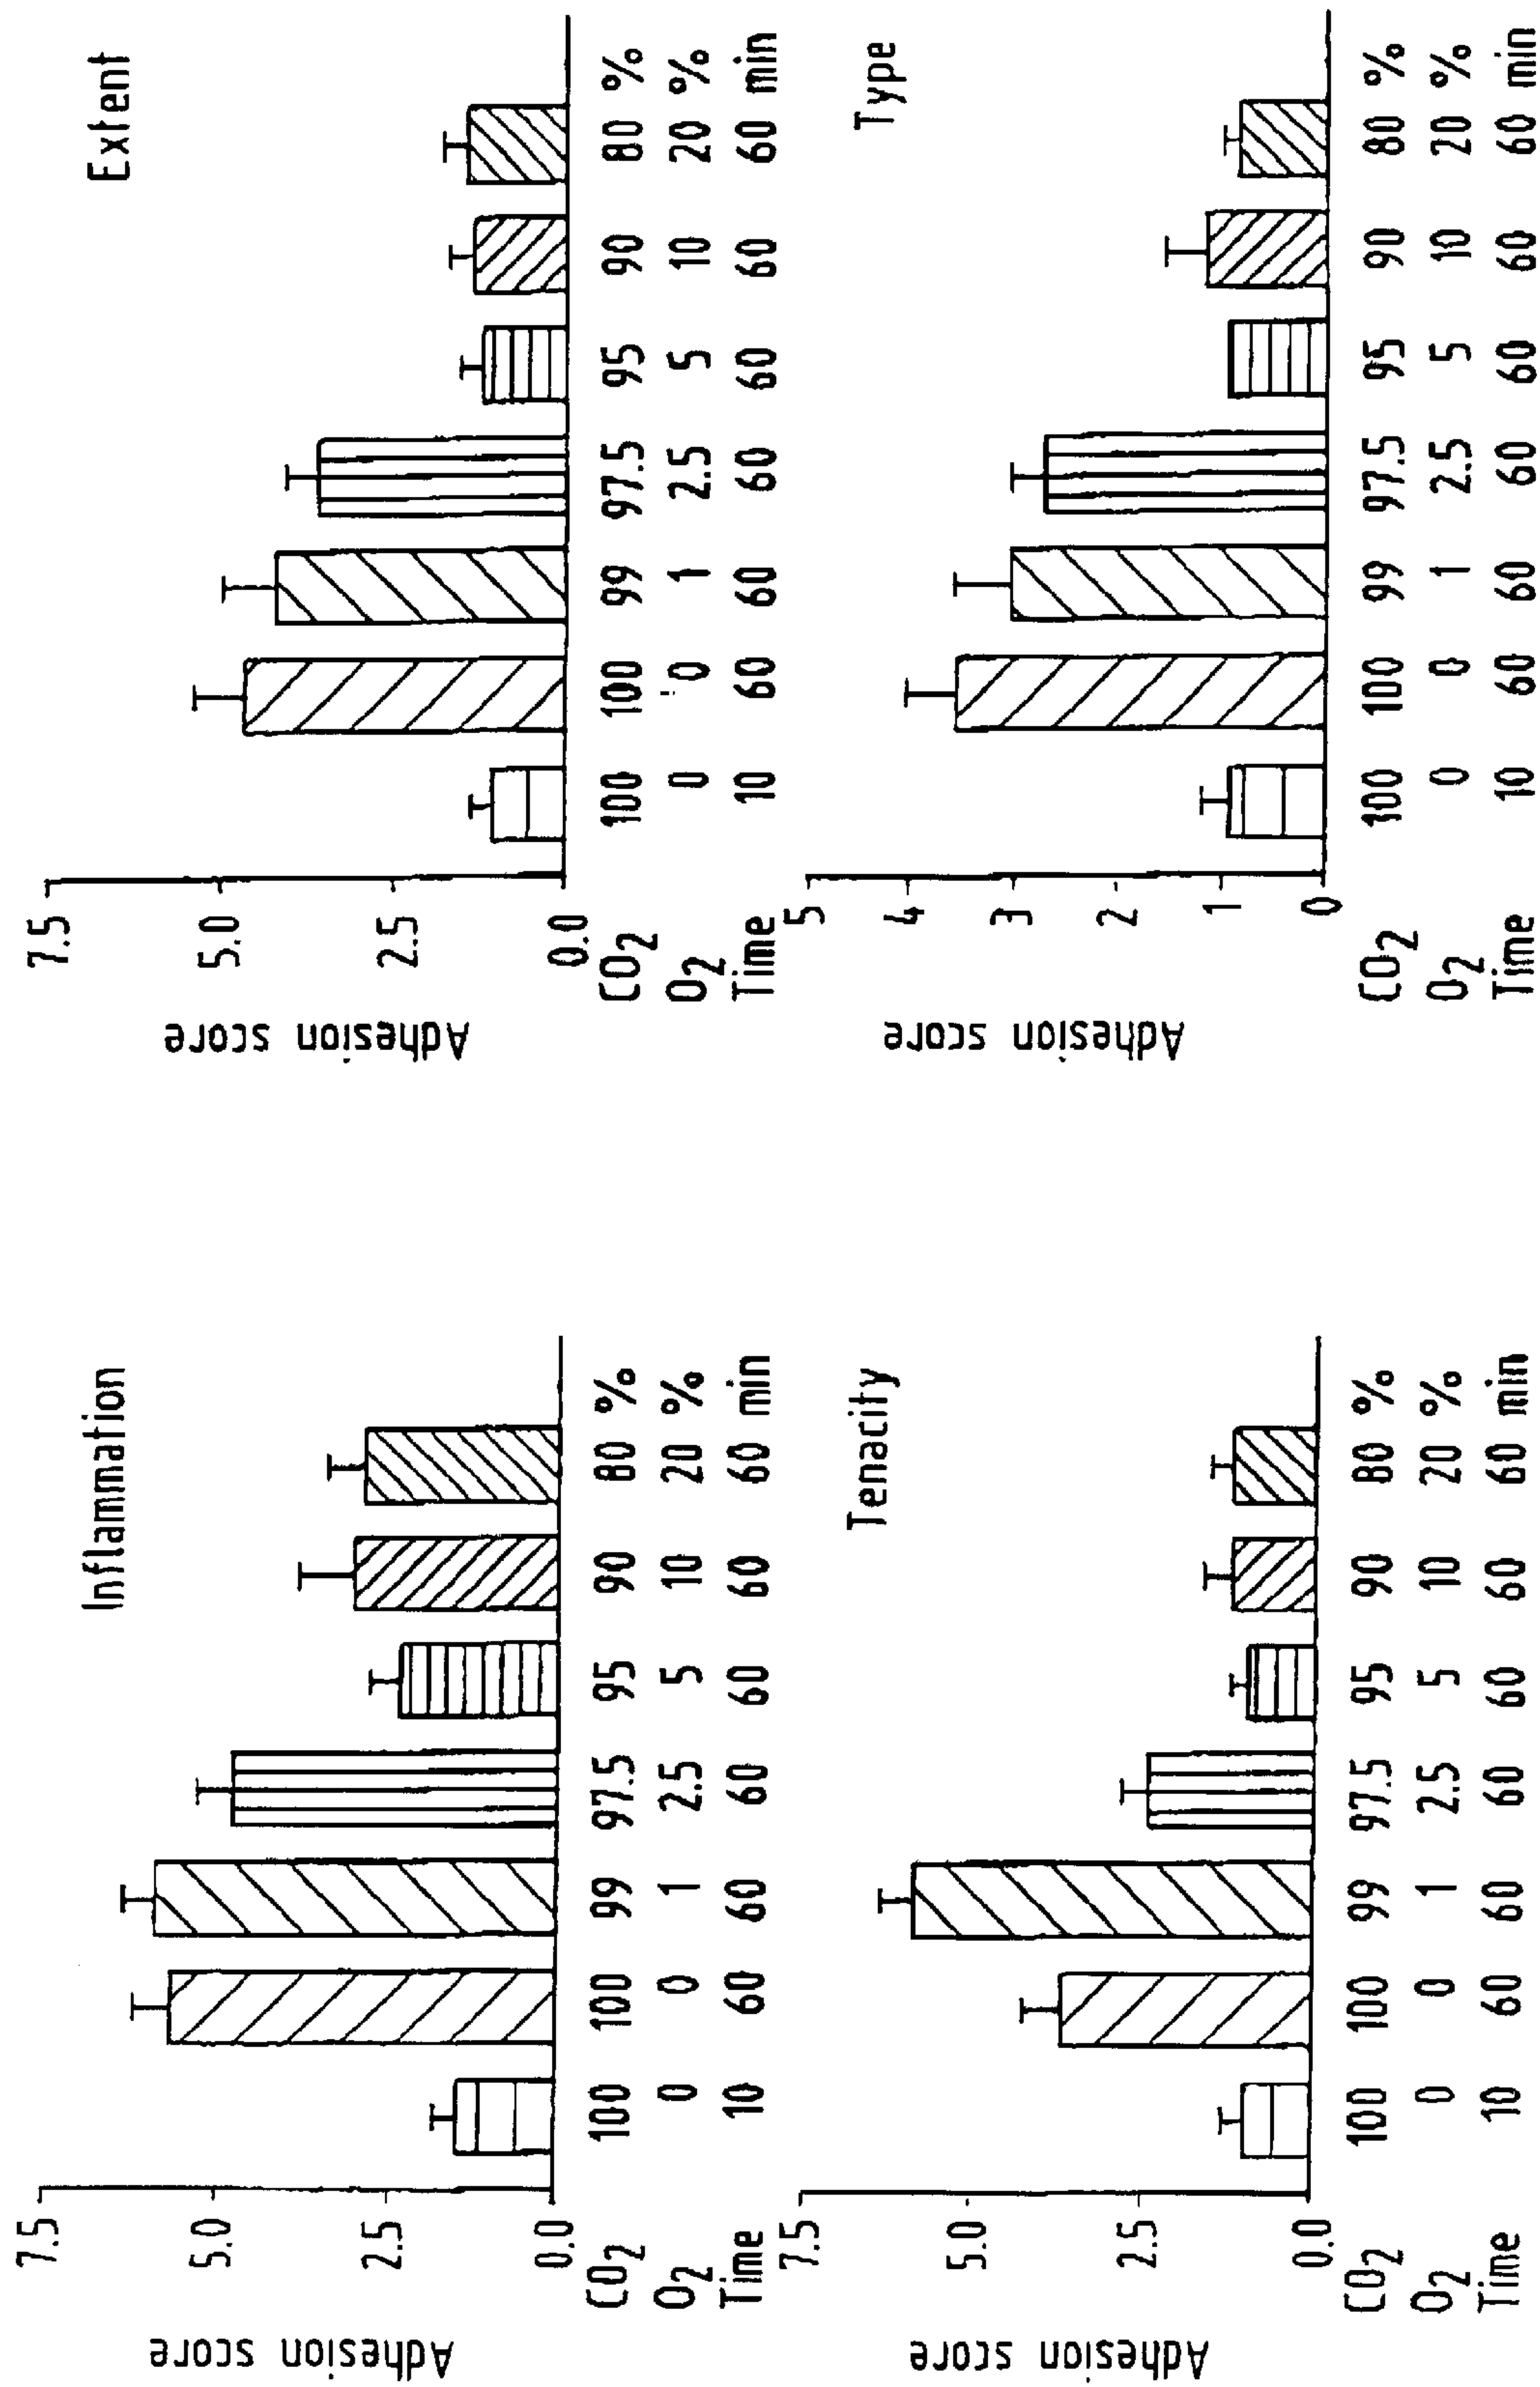 Inflammation
Adhesion score
7.5
5.0
2.5
0.0
CO2 100 100 99 97.5 95 90 80 %
O2 0 0 1 2.5 5 10 20 %
Time 10 60 60 60 60 60 60 min
Extent
Adhesion score
7.5
5.0
2.5
0.0
CO2 100 100 99 97.5 95 90 80 %
O2 0 0 1 2.5 5 10 20 %
Time 10 60 60 60 60 60 60 min
Tenacity
Adhesion score
7.5
5.0
2.5
0.0
CO2 100 100 99 97.5 95 90 80 %
O2 0 0 1 2.5 5 10 20 %
Time 10 60 60 60 60 60 60 min
Type
Adhesion score
5
4
3
2
1
0
CO2 100 100 99 97.5 95 90 80 %
O2 0 0 1 2.5 5 10 20 %
Time 10 60 60 60 60 60 60 min